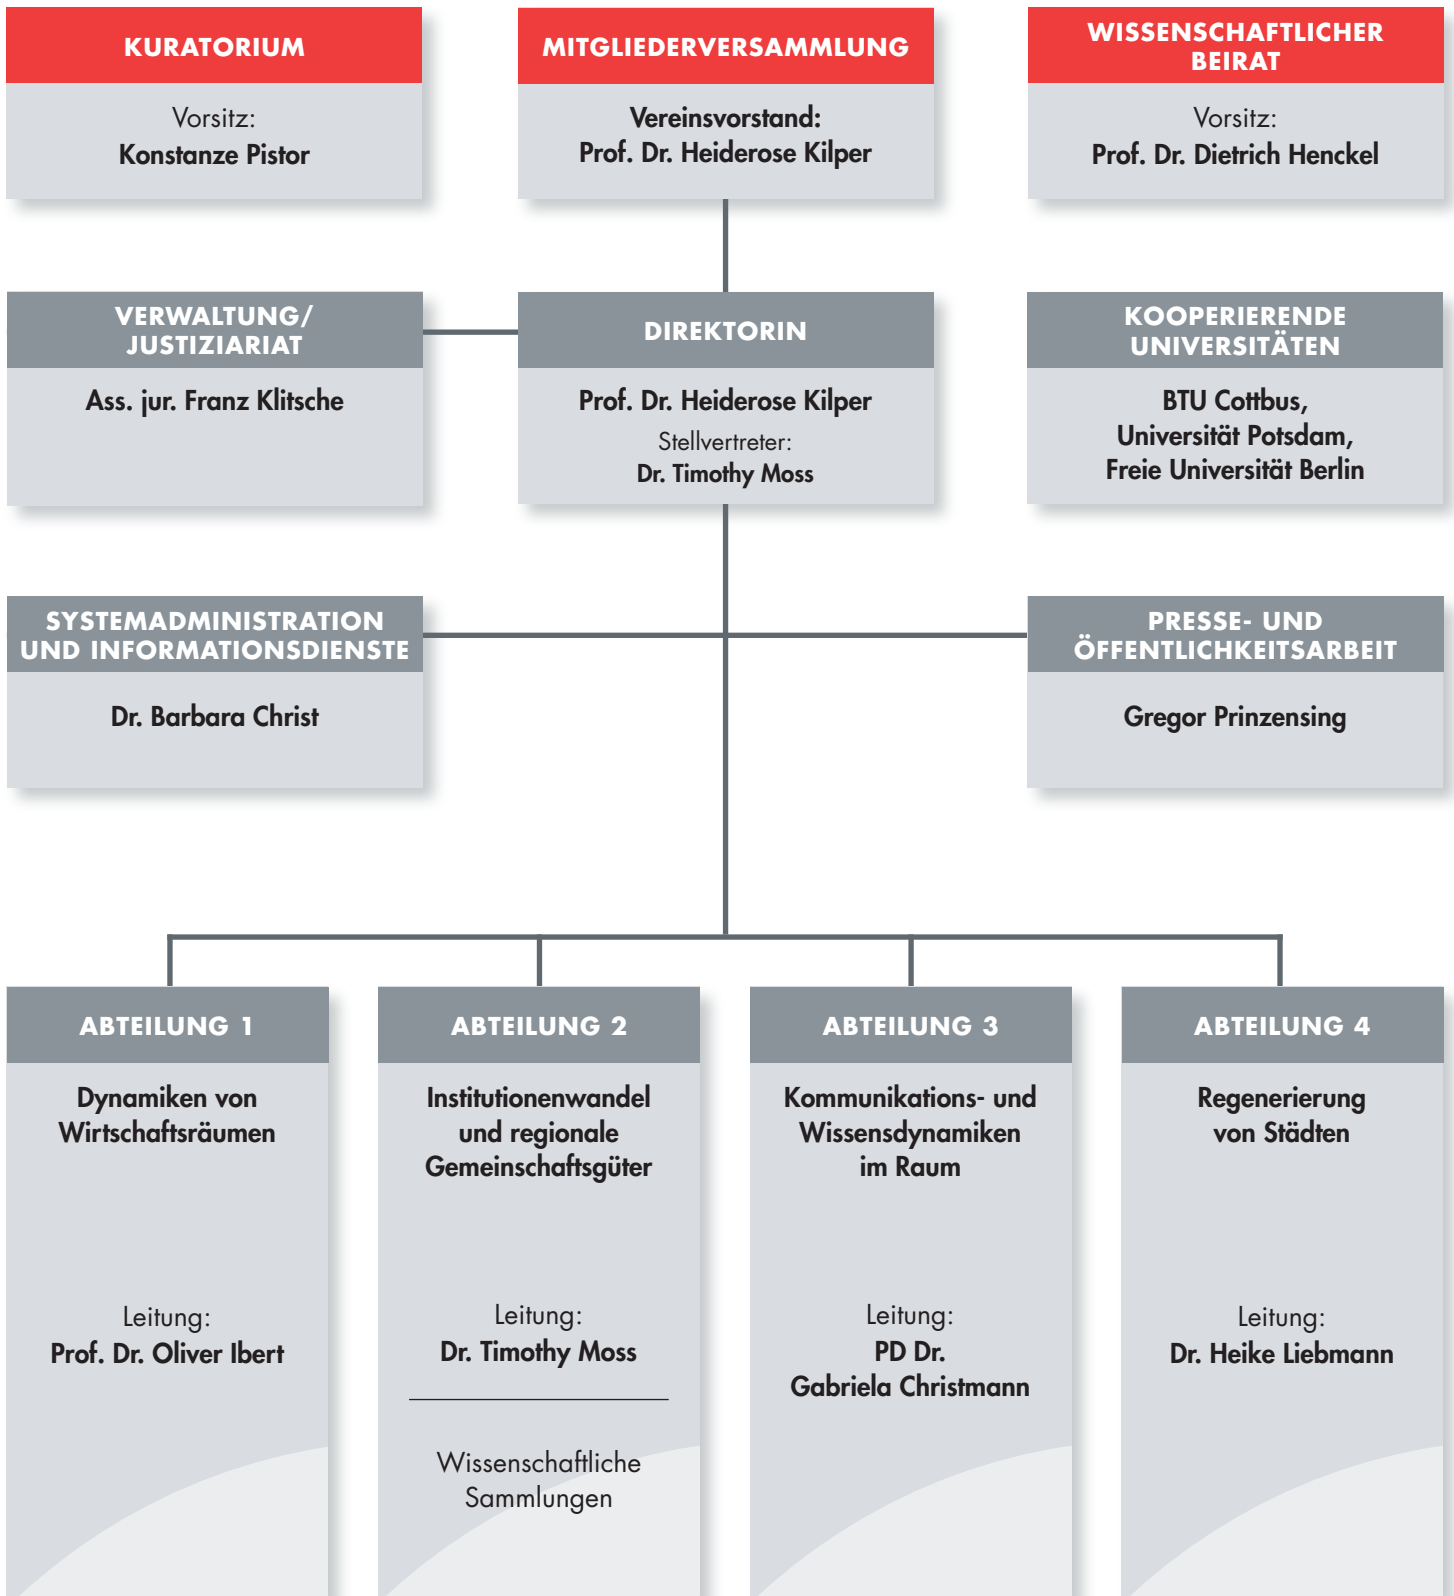 KURATORIUM
Vorsitz:
Konstanze Pistor
MITGLIEDERVERSAMMLUNG
Vereinsvorstand:
Prof. Dr. Heiderose Kilper
WISSENSCHAFTLICHER
BEIRAT
Vorsitz:
Prof. Dr. Dietrich Henckel
VERWALTUNG/
JUSTIZIARIAT
Ass. jur. Franz Klitsche
DIREKTORIN
Prof. Dr. Heiderose Kilper
Stellvertreter:
Dr. Timothy Moss
KOOPERIERENDE
UNIVERSITÄTEN
BTU Cottbus,
Universität Potsdam,
Freie Universität Berlin
SYSTEMADMINISTRATION
UND INFORMATIONSDIENSTE
Dr. Barbara Christ
PRESSE- UND
ÖFFENTLICHKEITSARBEIT
Gregor Prinzensing
ABTEILUNG 1
Dynamiken von
Wirtschaftsräumen
Leitung:
Prof. Dr. Oliver Ibert
ABTEILUNG 2
Institutionenwandel
und regionale
Gemeinschaftsgüter
Leitung:
Dr. Timothy Moss
Wissenschaftliche
Sammlungen
ABTEILUNG 3
Kommunikations- und
Wissensdynamiken
im Raum
Leitung:
PD Dr.
Gabriela Christmann
ABTEILUNG 4
Regenerierung
von Städten
Leitung:
Dr. Heike Liebmann